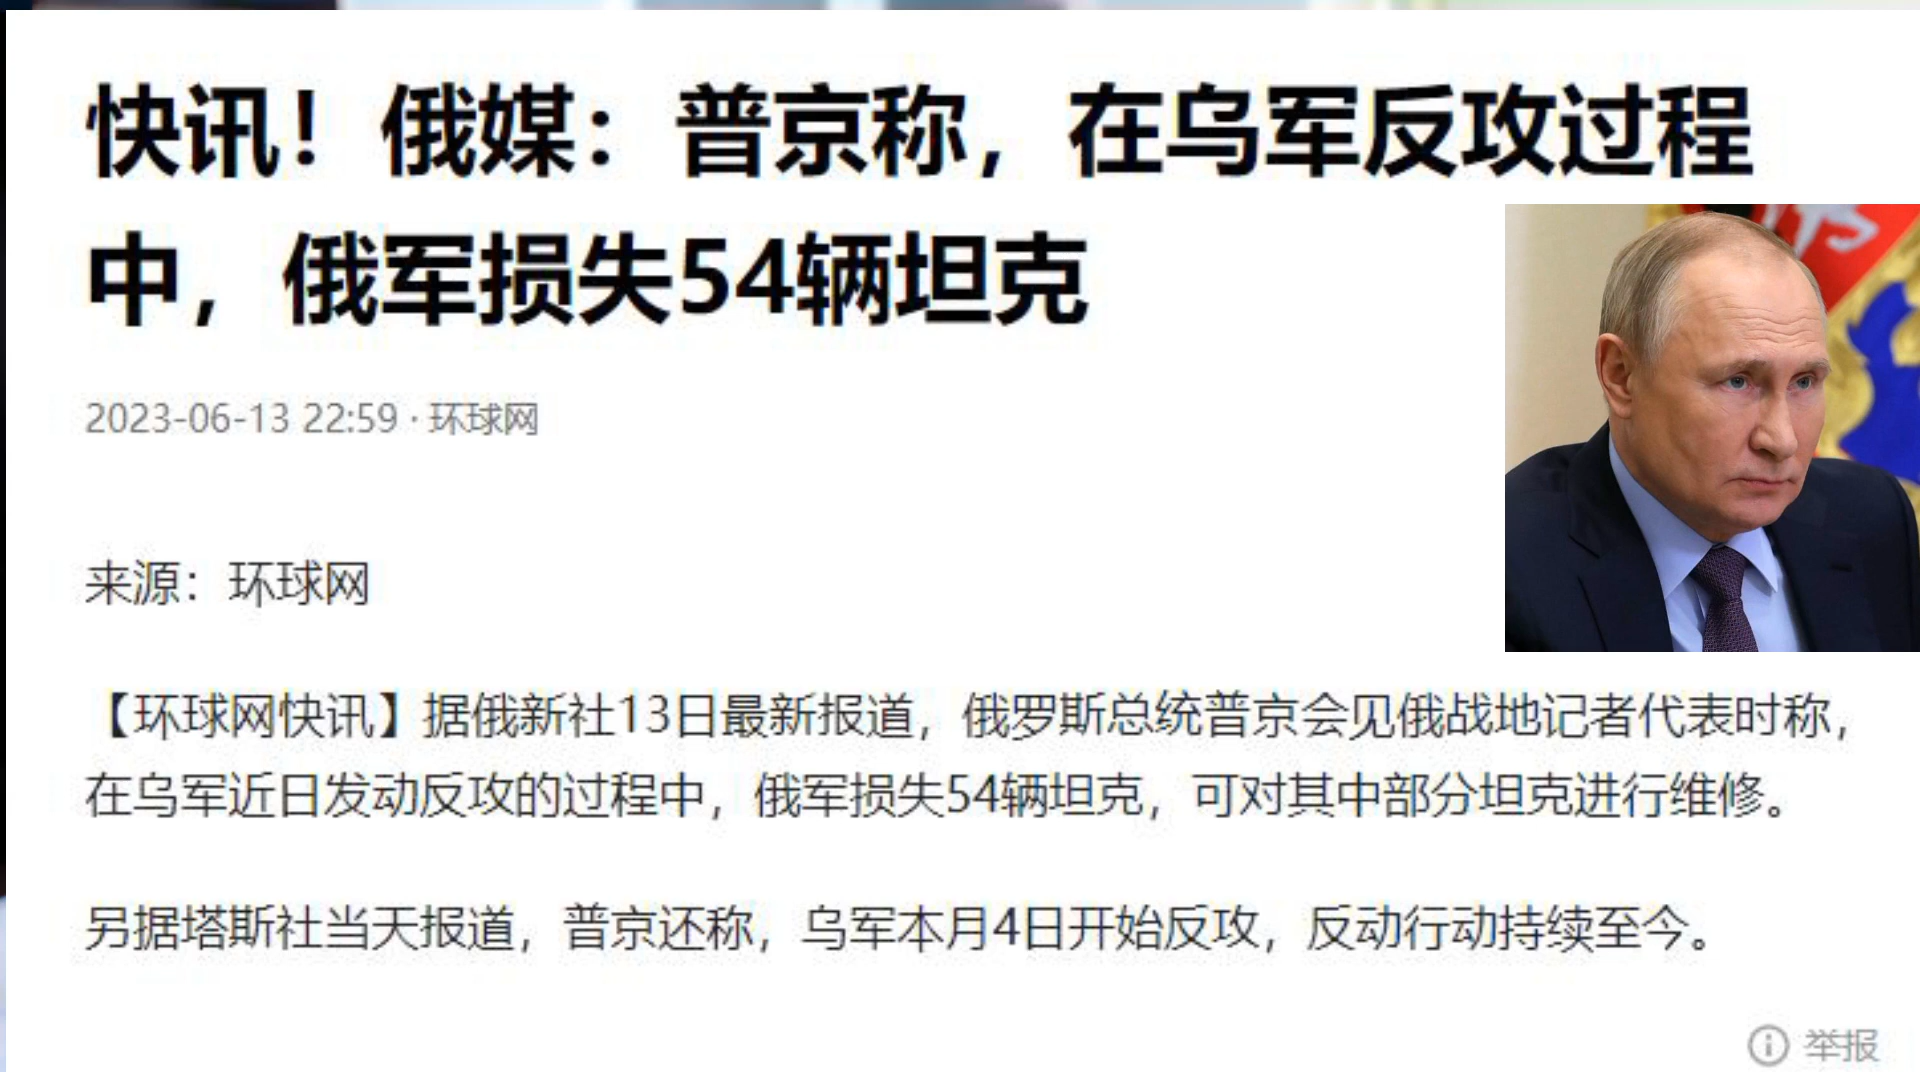 快讯！俄媒：普京称，在乌军反攻过程
中，俄军损失54辆坦克
2023-06-13 22:59 · 环球网
来源：环球网
【环球网快讯】据俄新社13日最新报道，俄罗斯总统普京会见俄战地记者代表时称，
在乌军近日发动反攻的过程中，俄军损失54辆坦克，可对其中部分坦克进行维修。
另据塔斯社当天报道，普京还称，乌军本月4日开始反攻，反动行动持续至今。
举报